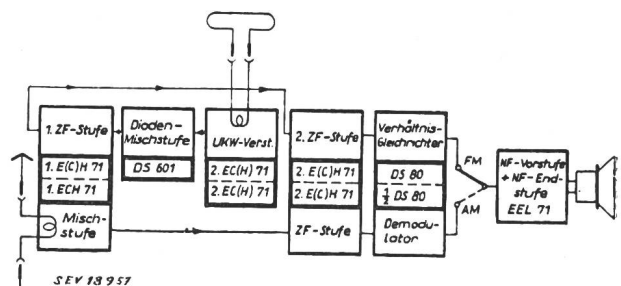 1. ZF-Stufe
1. E(C)H 71
1. ECH 71
Misch-
stufe
Dioden-
Mischstufe
DS 601
UKW-Verst.
2. EC(H) 71
2. EC(H) 71
2. ZF-Stufe
2. E(C)H 71
2. E(C)H 71
ZF-Stufe
Verhältnis-
Gleichrichter
DS 80
½ DS 80
Demodu-
lator
FM
AM
NF-Vorstufe
+ NF-End-
stufe
EEL 71
SEV 18957